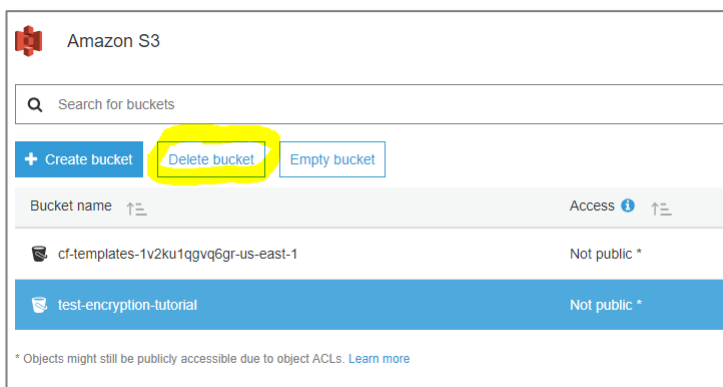 Amazon S3
Search for buckets
+ Create bucket Delete bucket Empty bucket
Bucket name Access
cf-templates-1v2ku1qgvq6gr-us-east-1 Not public *
test-encryption-tutorial Not public *
* Objects might still be publicly accessible due to object ACLs. Learn more